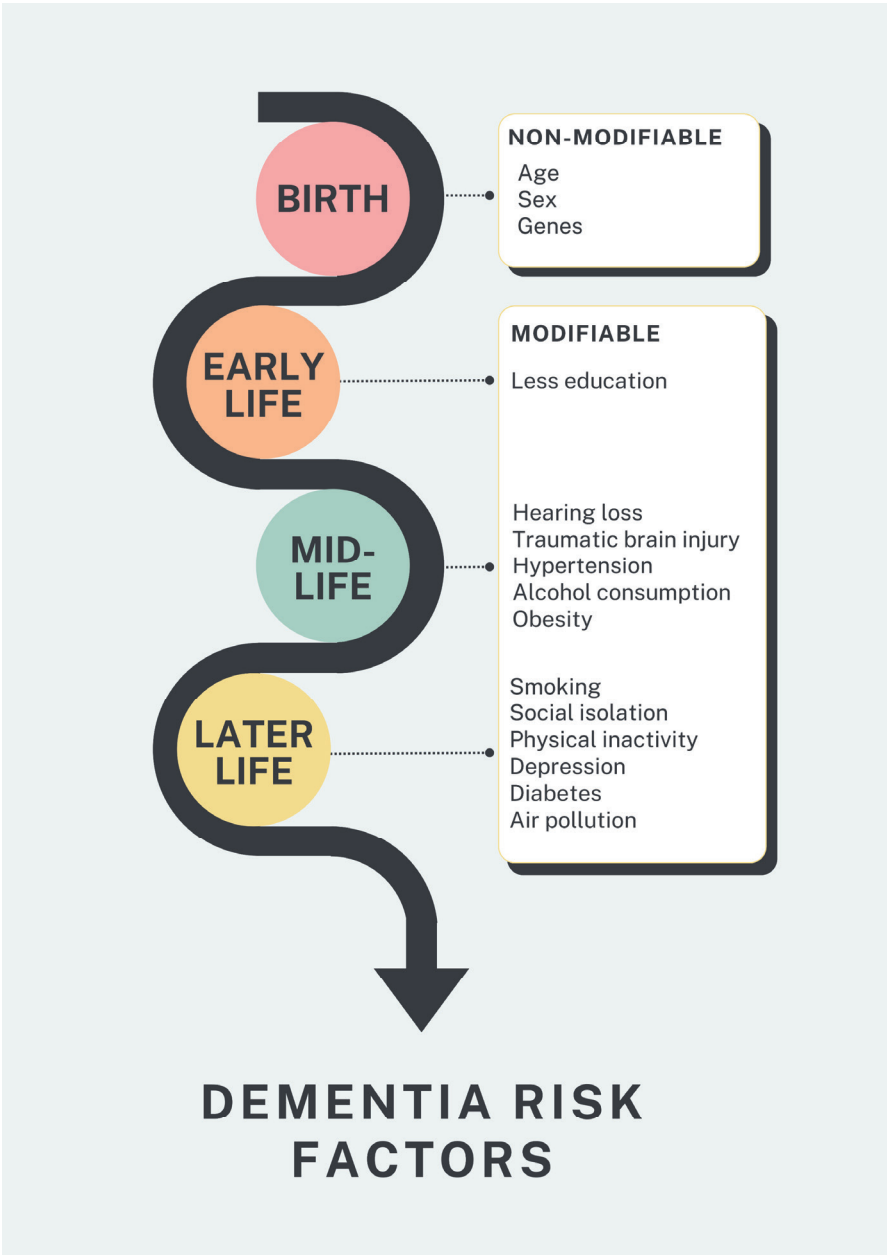 BIRTH
NON-MODIFIABLE
Age
Sex
Genes
EARLY
LIFE
MODIFIABLE
Less education
MID-
LIFE
Hearing loss
Traumatic brain injury
Hypertension
Alcohol consumption
Obesity
LATER
LIFE
Smoking
Social isolation
Physical inactivity
Depression
Diabetes
Air pollution
DEMENTIA RISK
FACTORS